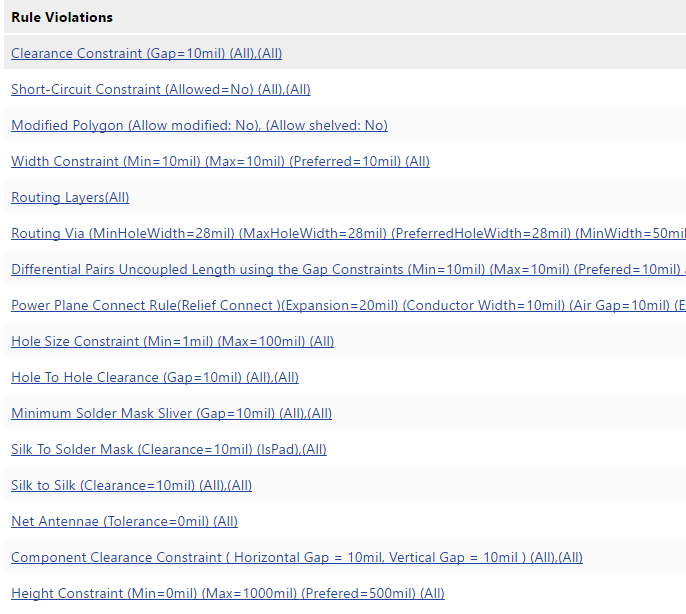 Rule Violations
Clearance Constraint (Gap=10mil) (All),(All)
Short-Circuit Constraint (Allowed=No) (All),(All)
Modified Polygon (Allow modified: No), (Allow shelved: No)
Width Constraint (Min=10mil) (Max=10mil) (Preferred=10mil) (All)
Routing Layers(All)
Routing Via (MinHoleWidth=28mil) (MaxHoleWidth=28mil) (PreferredHoleWidth=28mil) (MinWidth=50mil
Differential Pairs Uncoupled Length using the Gap Constraints (Min=10mil) (Max=10mil) (Prefered=10mil)
Power Plane Connect Rule(Relief Connect )(Expansion=20mil) (Conductor Width=10mil) (Air Gap=10mil) (E
Hole Size Constraint (Min=1mil) (Max=100mil) (All)
Hole To Hole Clearance (Gap=10mil) (All),(All)
Minimum Solder Mask Sliver (Gap=10mil) (All),(All)
Silk To Solder Mask (Clearance=10mil) (IsPad),(All)
Silk to Silk (Clearance=10mil) (All),(All)
Net Antennae (Tolerance=0mil) (All)
Component Clearance Constraint ( Horizontal Gap = 10mil, Vertical Gap = 10mil ) (All),(All)
Height Constraint (Min=0mil) (Max=1000mil) (Prefered=500mil) (All)